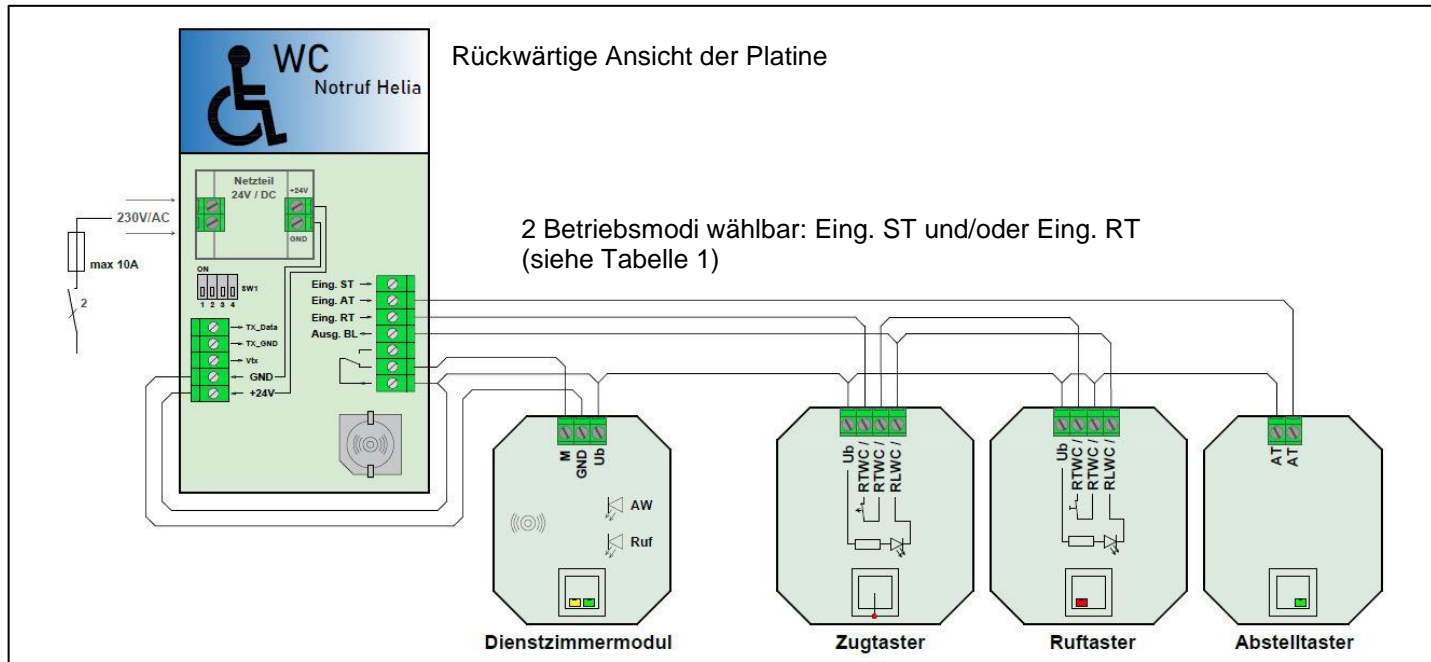 WC
Notruf Helia
Rückwärtige Ansicht der Platine
Netzteil
24V / DC
+24V
GND
230V/AC
max 10A
2
ON
SW1
1 2 3 4
2 Betriebsmodi wählbar: Eing. ST und/oder Eing. RT
(siehe Tabelle 1)
Eing. ST
Eing. AT
Eing. RT
Ausg. BL
TX_Data
TX_GND
Vtx
GND
+24V
M
GND
Ub
AW
Ruf
Dienstzimmermodul
Ub
RTWC /
RTWC /
RLWC /
Zugtaster
Ub
RTWC /
RTWC /
RLWC /
Ruftaster
AT
AT
Abstelltaster